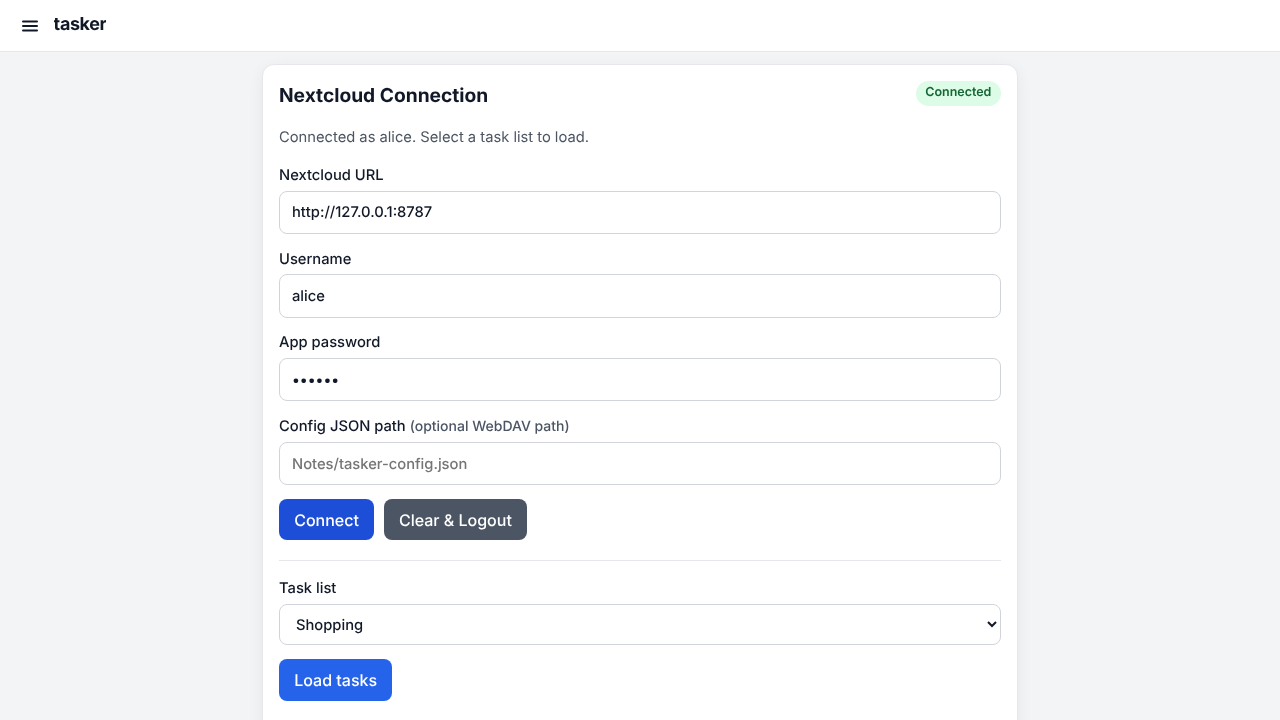 tasker
Nextcloud Connection
Connected
Connected as alice. Select a task list to load.
Nextcloud URL
http://127.0.0.1:8787
Username
alice
App password
••••••
Config JSON path (optional WebDAV path)
Notes/tasker-config.json
Connect
Clear & Logout
Task list
Shopping
Load tasks